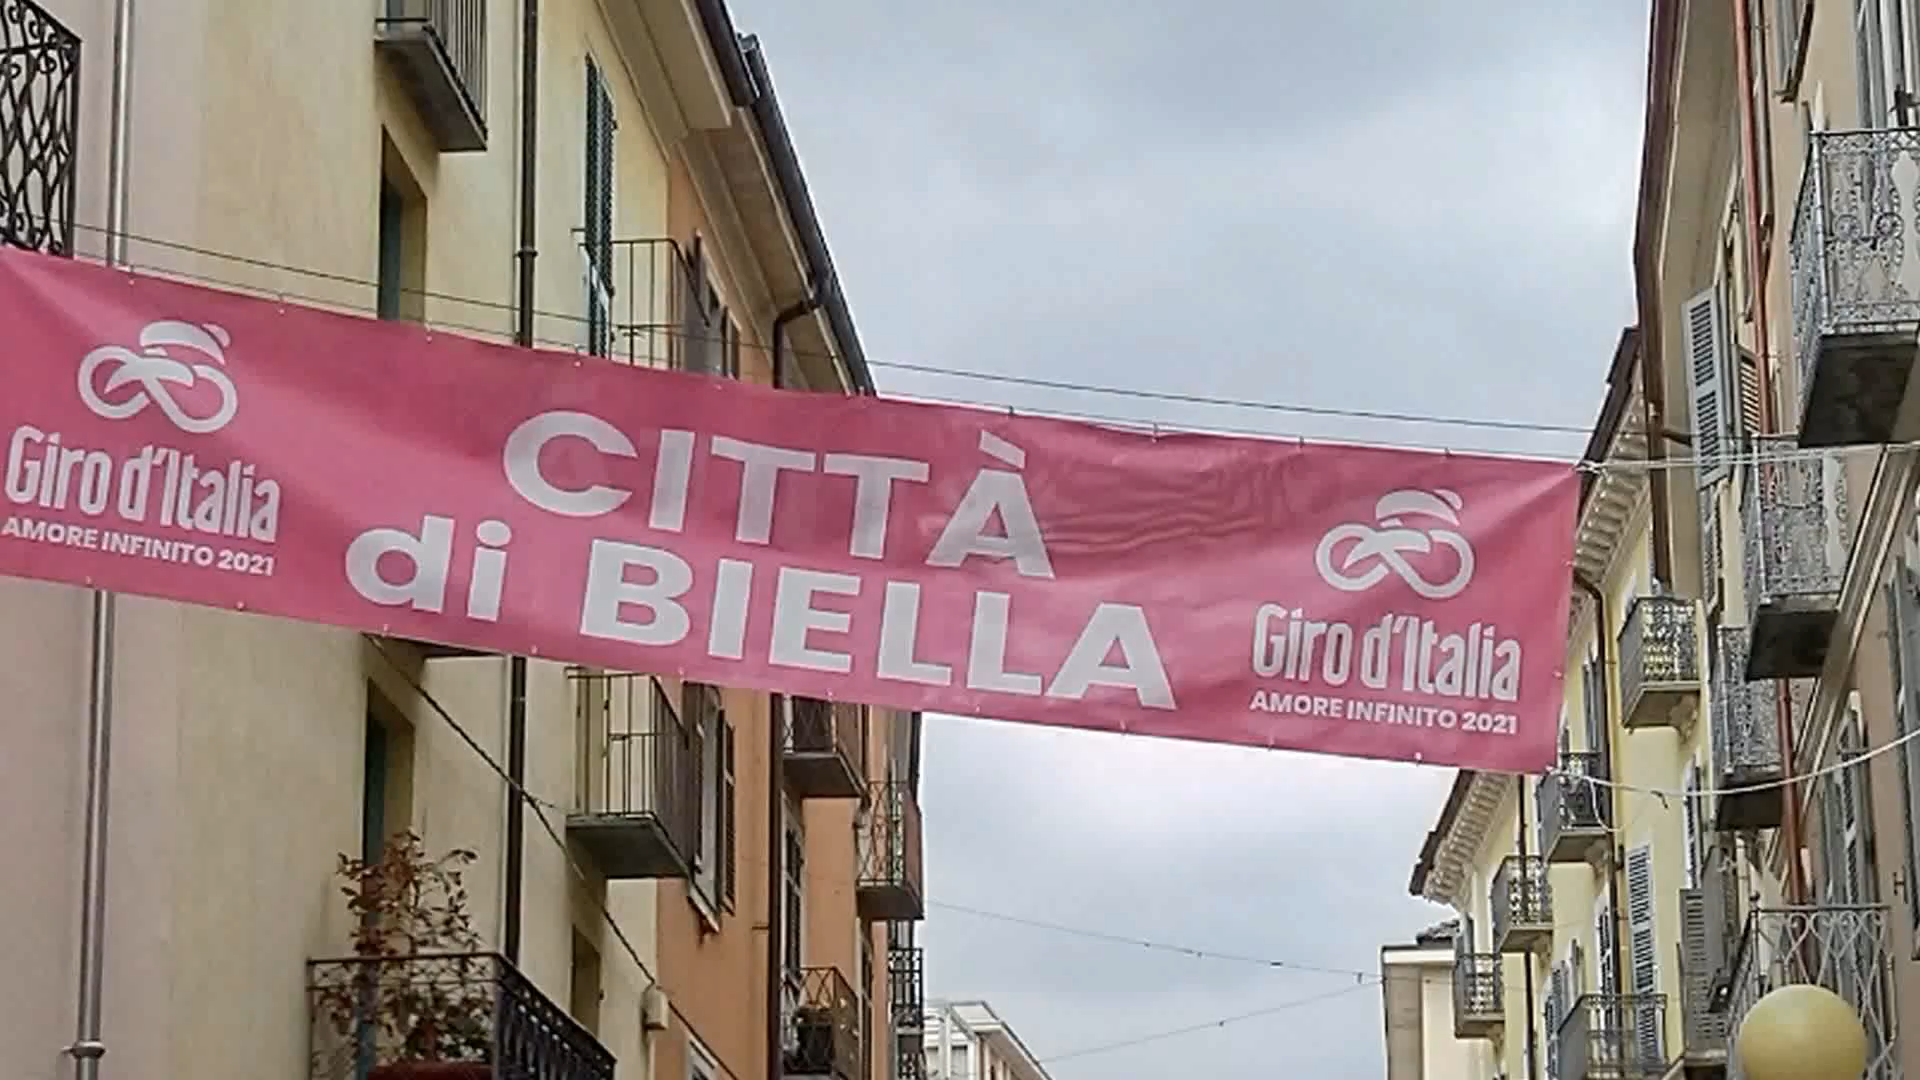 Giro d'Italia
AMORE INFINITO 2021
CITTÀ
di BIELLA
Giro d'Italia
AMORE INFINITO 2021